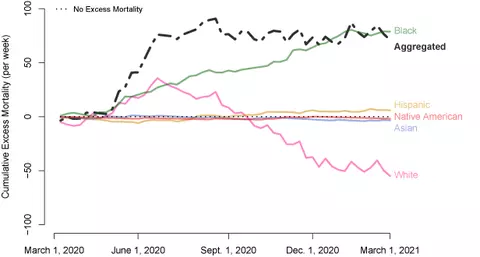 No Excess Mortality
Cumulative Excess Mortality (per week)
100
50
0
−50
−100
Black
Aggregated
Hispanic
Native American
Asian
White
March 1, 2020 June 1, 2020 Sept. 1, 2020 Dec. 1, 2020 March 1, 2021